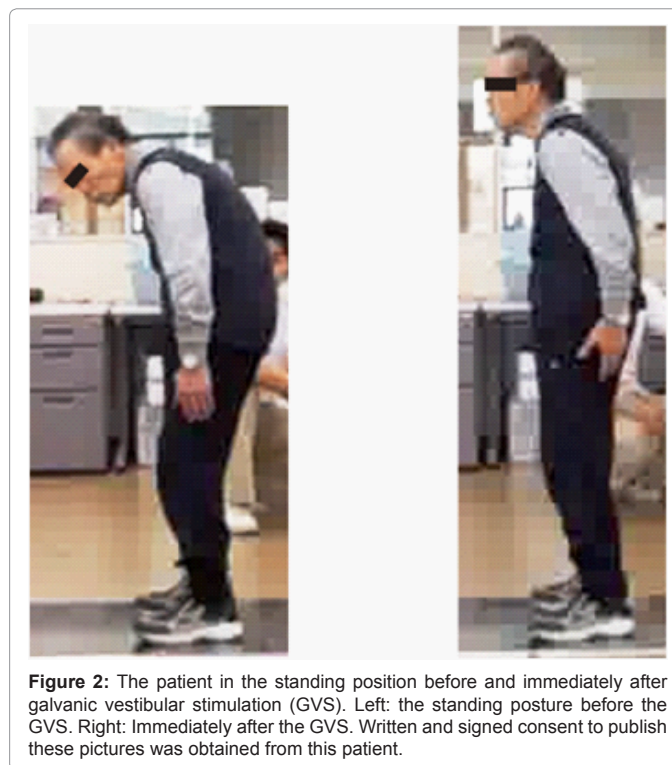 Figure 2: The patient in the standing position before and immediately after
galvanic vestibular stimulation (GVS). Left: the standing posture before the
GVS. Right: Immediately after the GVS. Written and signed consent to publish
these pictures was obtained from this patient.